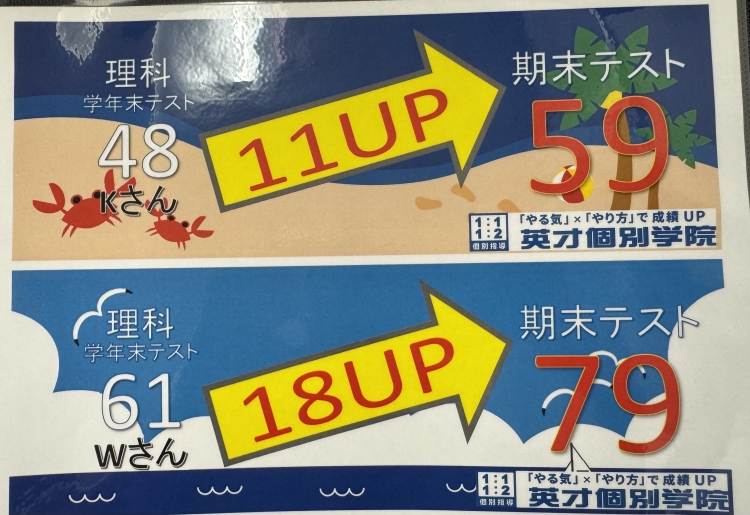 理科
学年末テスト
48
Kさん
11UP
期末テスト
59
1:1
1:2
個別指導
「やる気」×「やり方」で成績UP
英才個別学院
理科
学年末テスト
61
Wさん
18UP
期末テスト
79
1:1
1:2
個別指導
「やる気」×「やり方」で成績UP
英才個別学院